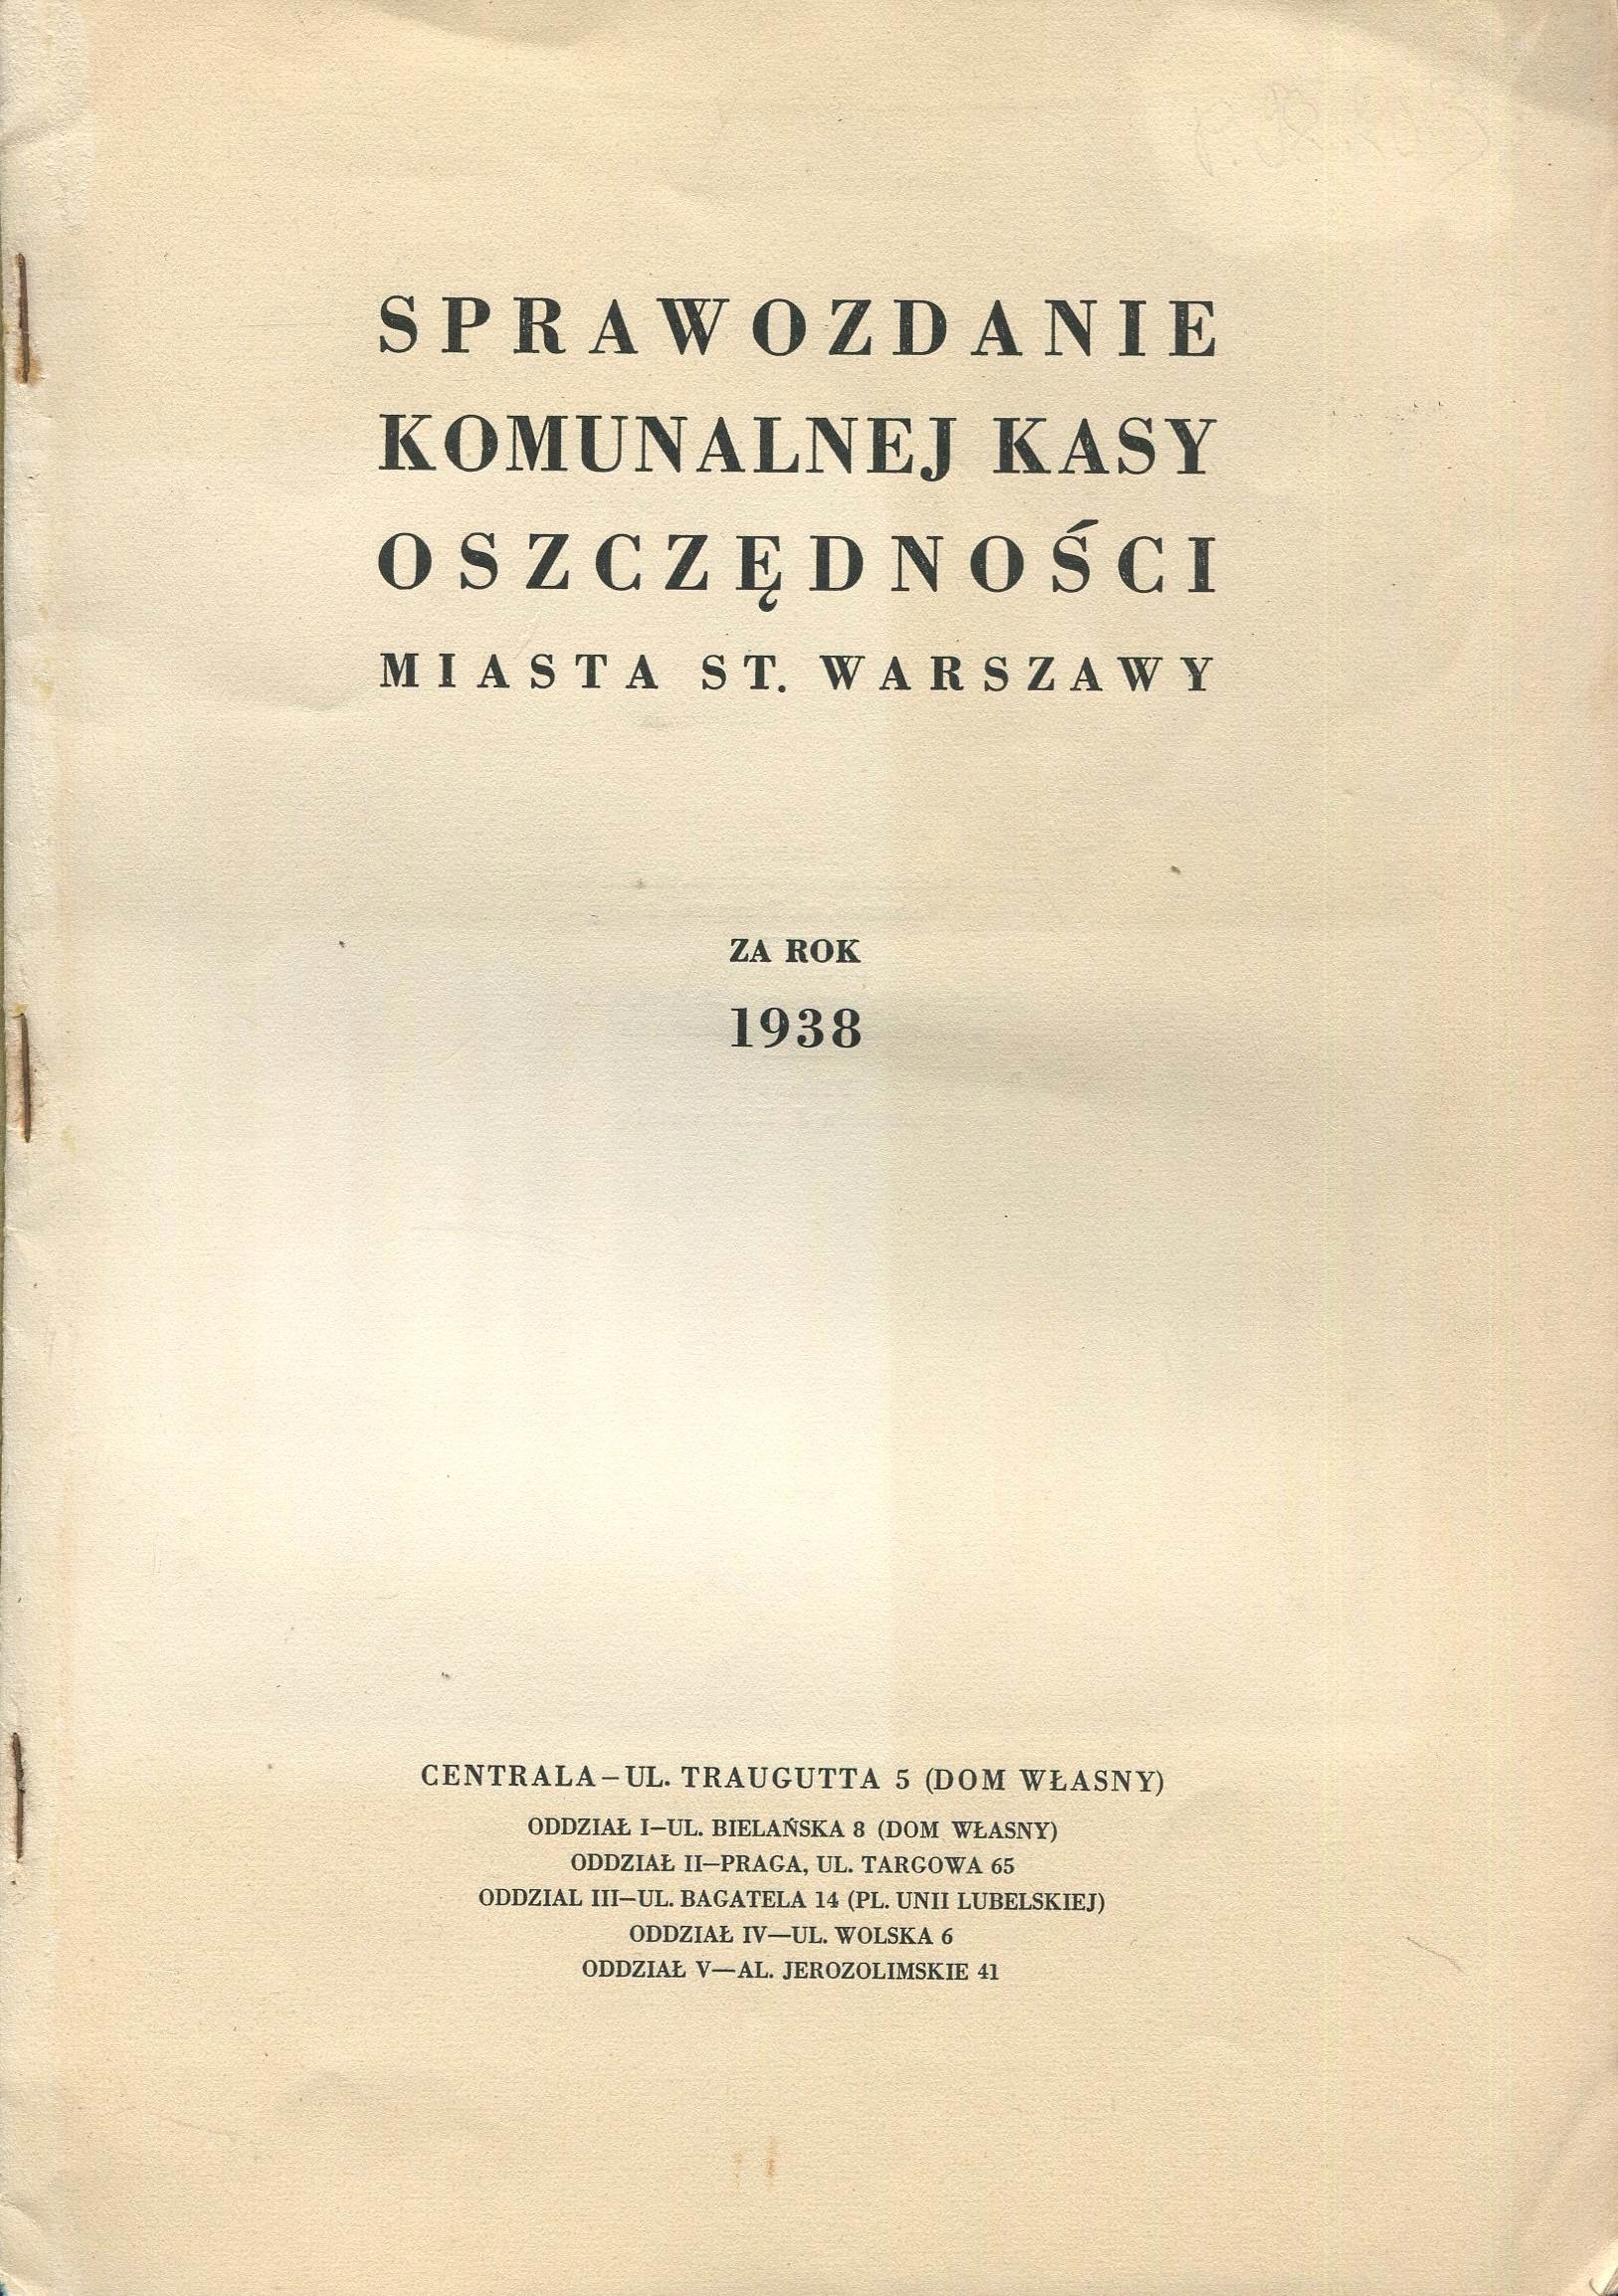 SPRAWOZDANIE
KOMUNALNEJ KASY
OSZCZĘDNOŚCI
MIASTA ST. WARSZAWY
ZA ROK
1938
CENTRALA–UL. TRAUGUTTA 5 (DOM WŁASNY)
ODDZIAŁ I–UL. BIELAŃSKA 8 (DOM WŁASNY)
ODDZIAŁ II–PRAGA, UL. TARGOWA 65
ODDZIAL III–UL. BAGATELA 14 (PL. UNII LUBELSKIEJ)
ODDZIAŁ IV—UL. WOLSKA 6
ODDZIAŁ V—AL. JEROZOLIMSKIE 41